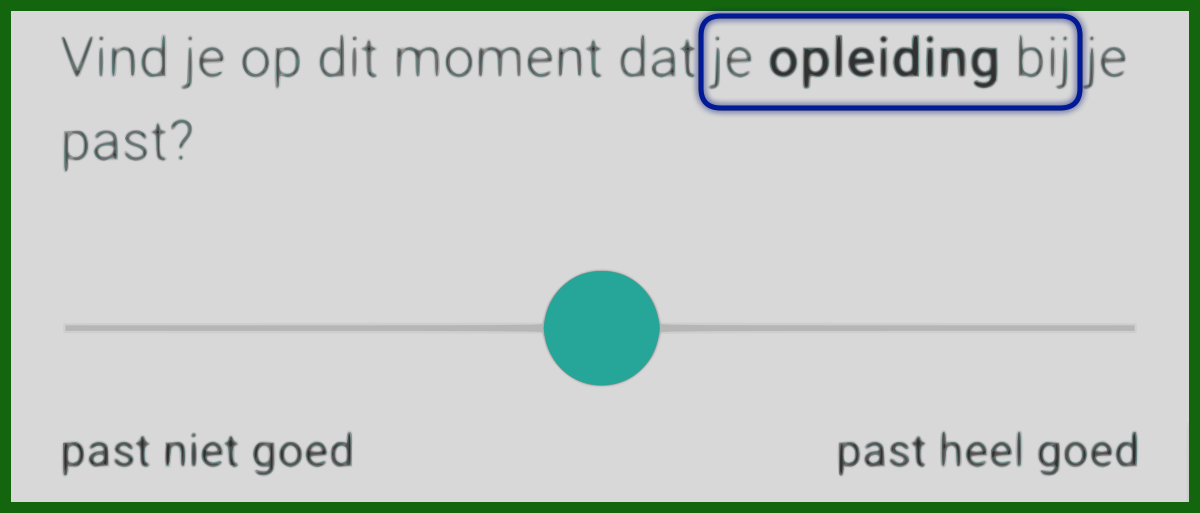 Vind je op dit moment dat je opleiding bij je
past?
past niet goed
past heel goed